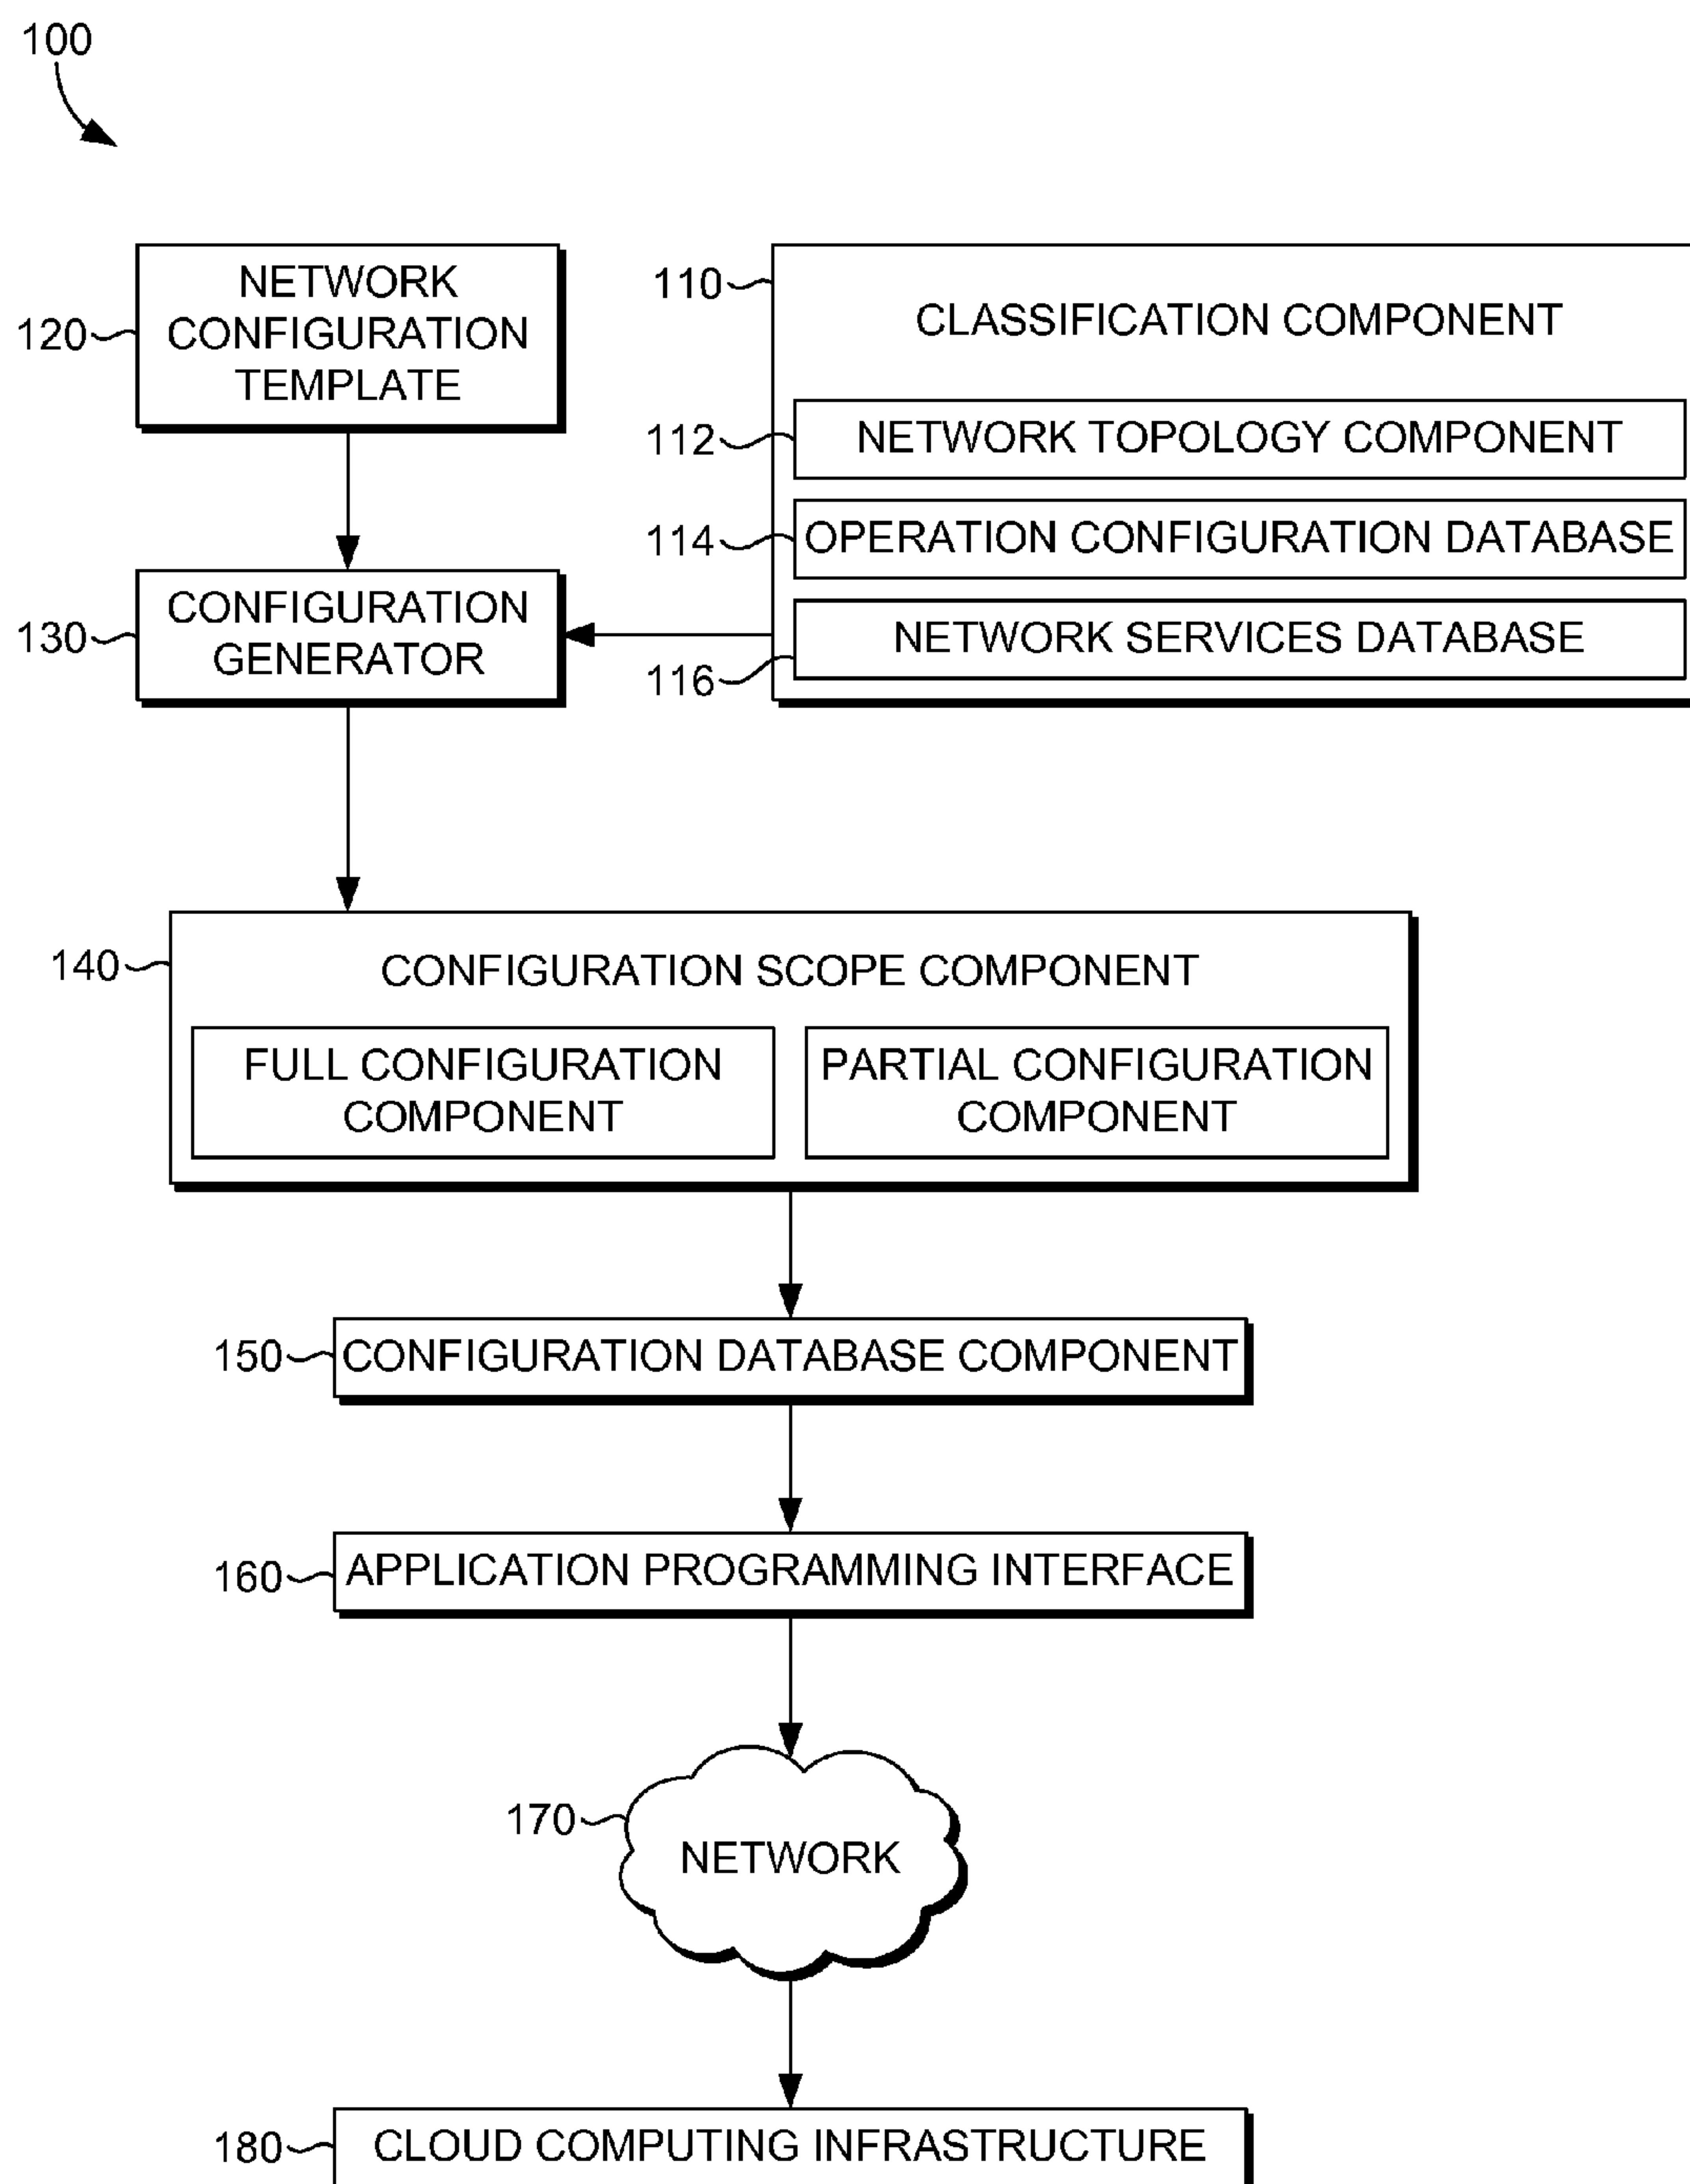 100
NETWORK
CONFIGURATION
TEMPLATE
120
110
CLASSIFICATION COMPONENT
112
NETWORK TOPOLOGY COMPONENT
114
OPERATION CONFIGURATION DATABASE
116
NETWORK SERVICES DATABASE
130
CONFIGURATION
GENERATOR
140
CONFIGURATION SCOPE COMPONENT
FULL CONFIGURATION
COMPONENT
PARTIAL CONFIGURATION
COMPONENT
150
CONFIGURATION DATABASE COMPONENT
160
APPLICATION PROGRAMMING INTERFACE
170
NETWORK
180
CLOUD COMPUTING INFRASTRUCTURE